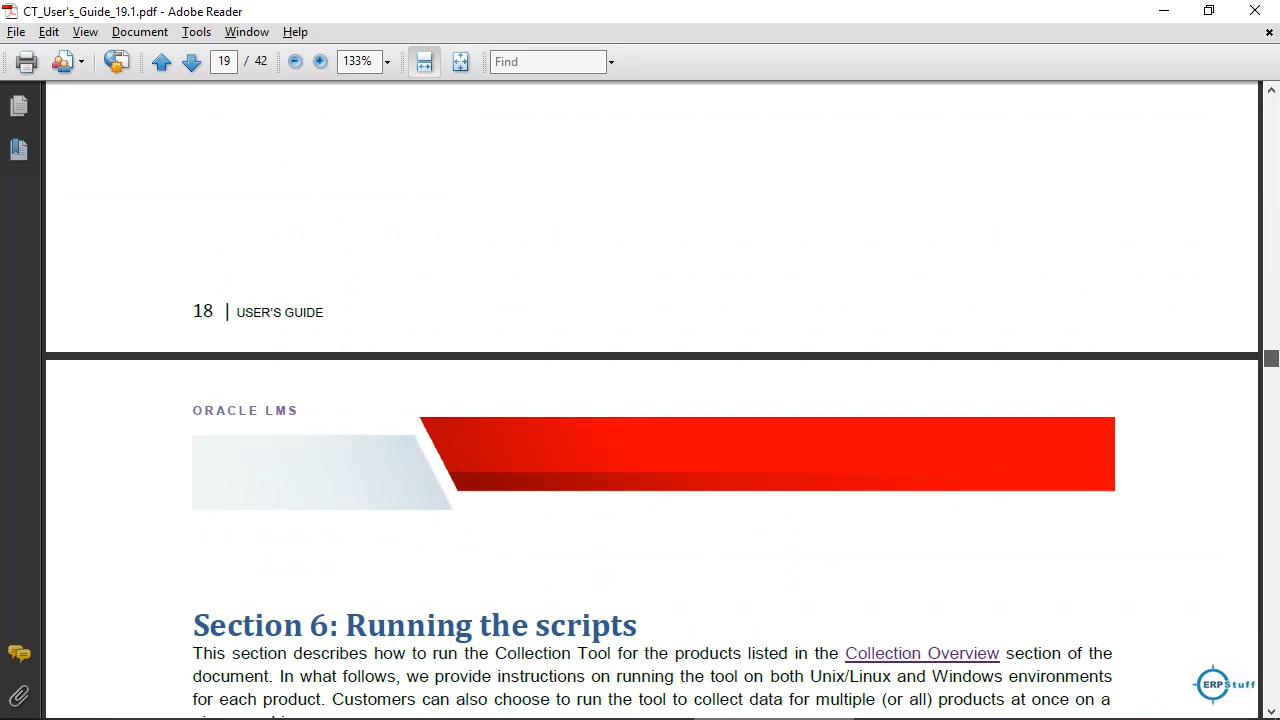 CT_User's_Guide_19.1.pdf - Adobe Reader
File Edit View Document Tools Window Help
19 / 42 133% Find
18 | USER'S GUIDE
ORACLE LMS
Section 6: Running the scripts
This section describes how to run the Collection Tool for the products listed in the Collection Overview section of the
document. In what follows, we provide instructions on running the tool on both Unix/Linux and Windows environments
for each product. Customers can also choose to run the tool to collect data for multiple (or all) products at once on a
ERPStuff